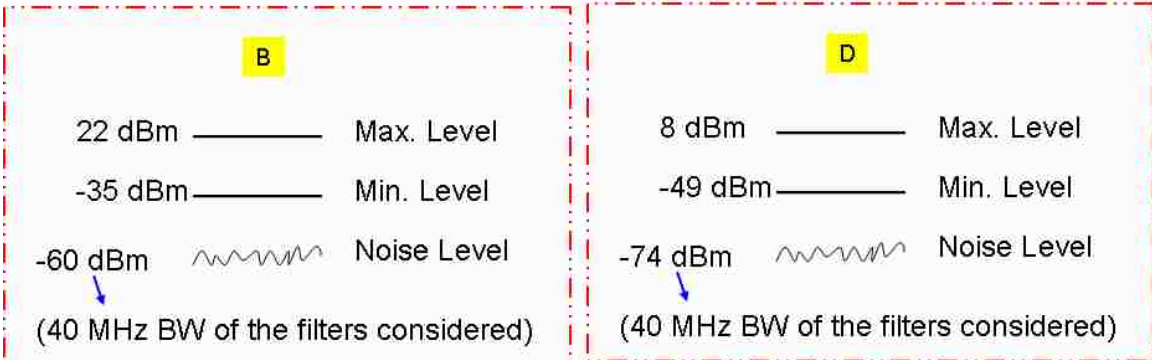 B
22 dBm Max. Level
-35 dBm Min. Level
-60 dBm Noise Level
(40 MHz BW of the filters considered)
D
8 dBm Max. Level
-49 dBm Min. Level
-74 dBm Noise Level
(40 MHz BW of the filters considered)